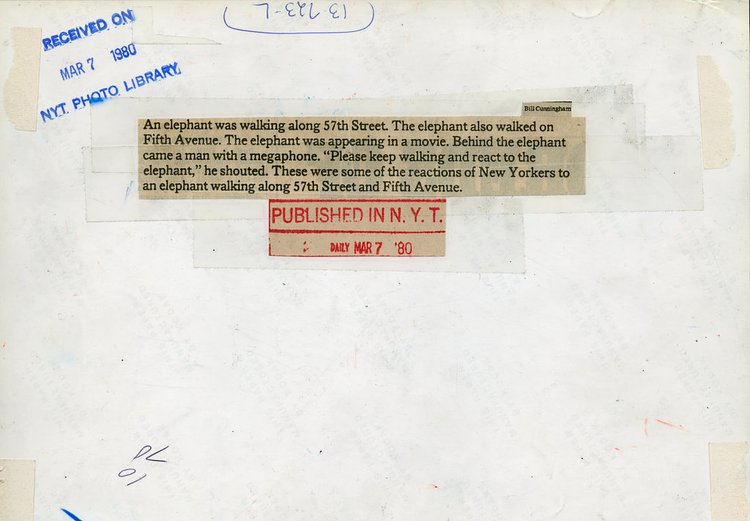 13-723-L
RECEIVED ON
MAR 7 1980
NYT. PHOTO LIBRARY
Bill Cunningham
An elephant was walking along 57th Street. The elephant also walked on
Fifth Avenue. The elephant was appearing in a movie. Behind the elephant
came a man with a megaphone. “Please keep walking and react to the
elephant,” he shouted. These were some of the reactions of New Yorkers to
an elephant walking along 57th Street and Fifth Avenue.
PUBLISHED IN N. Y. T.
DAILY MAR 7 '80